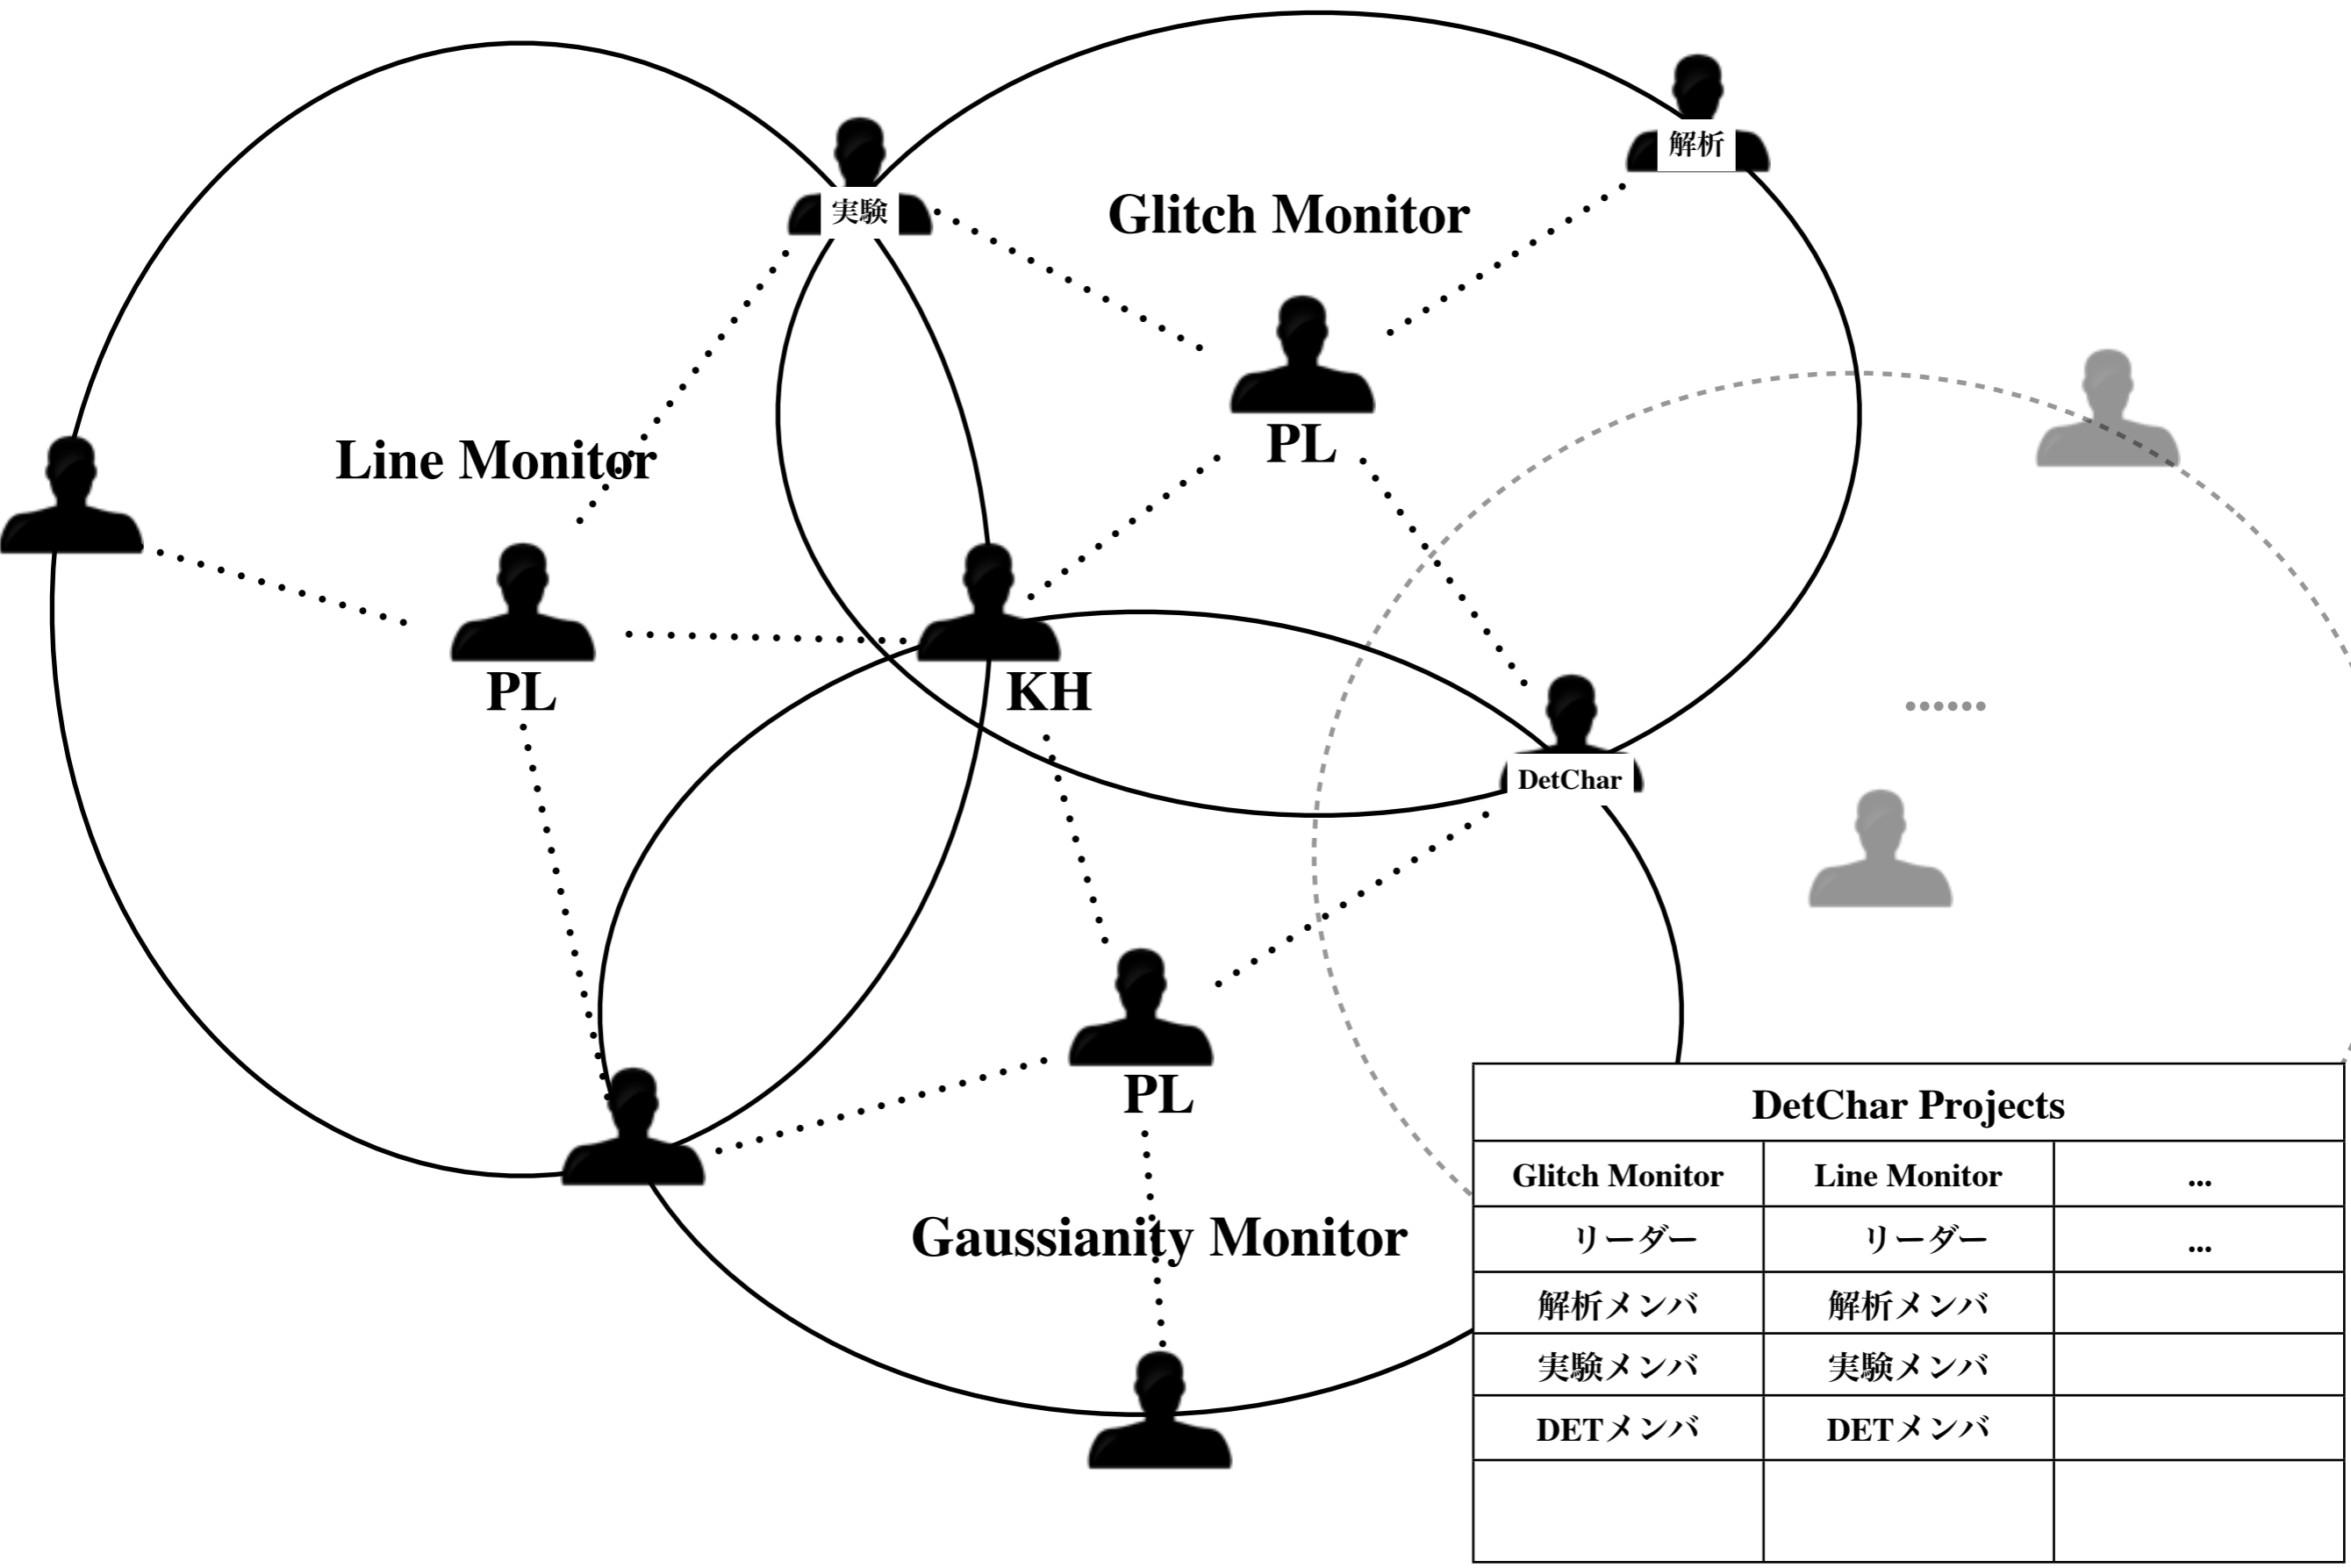 解析
実験
Glitch Monitor
PL
Line Monitor
PL
KH
DetChar
......
PL
Gaussianity Monitor
DetChar Projects
Glitch Monitor Line Monitor ...
リーダー リーダー ...
解析メンバ 解析メンバ
実験メンバ 実験メンバ
DETメンバ DETメンバ